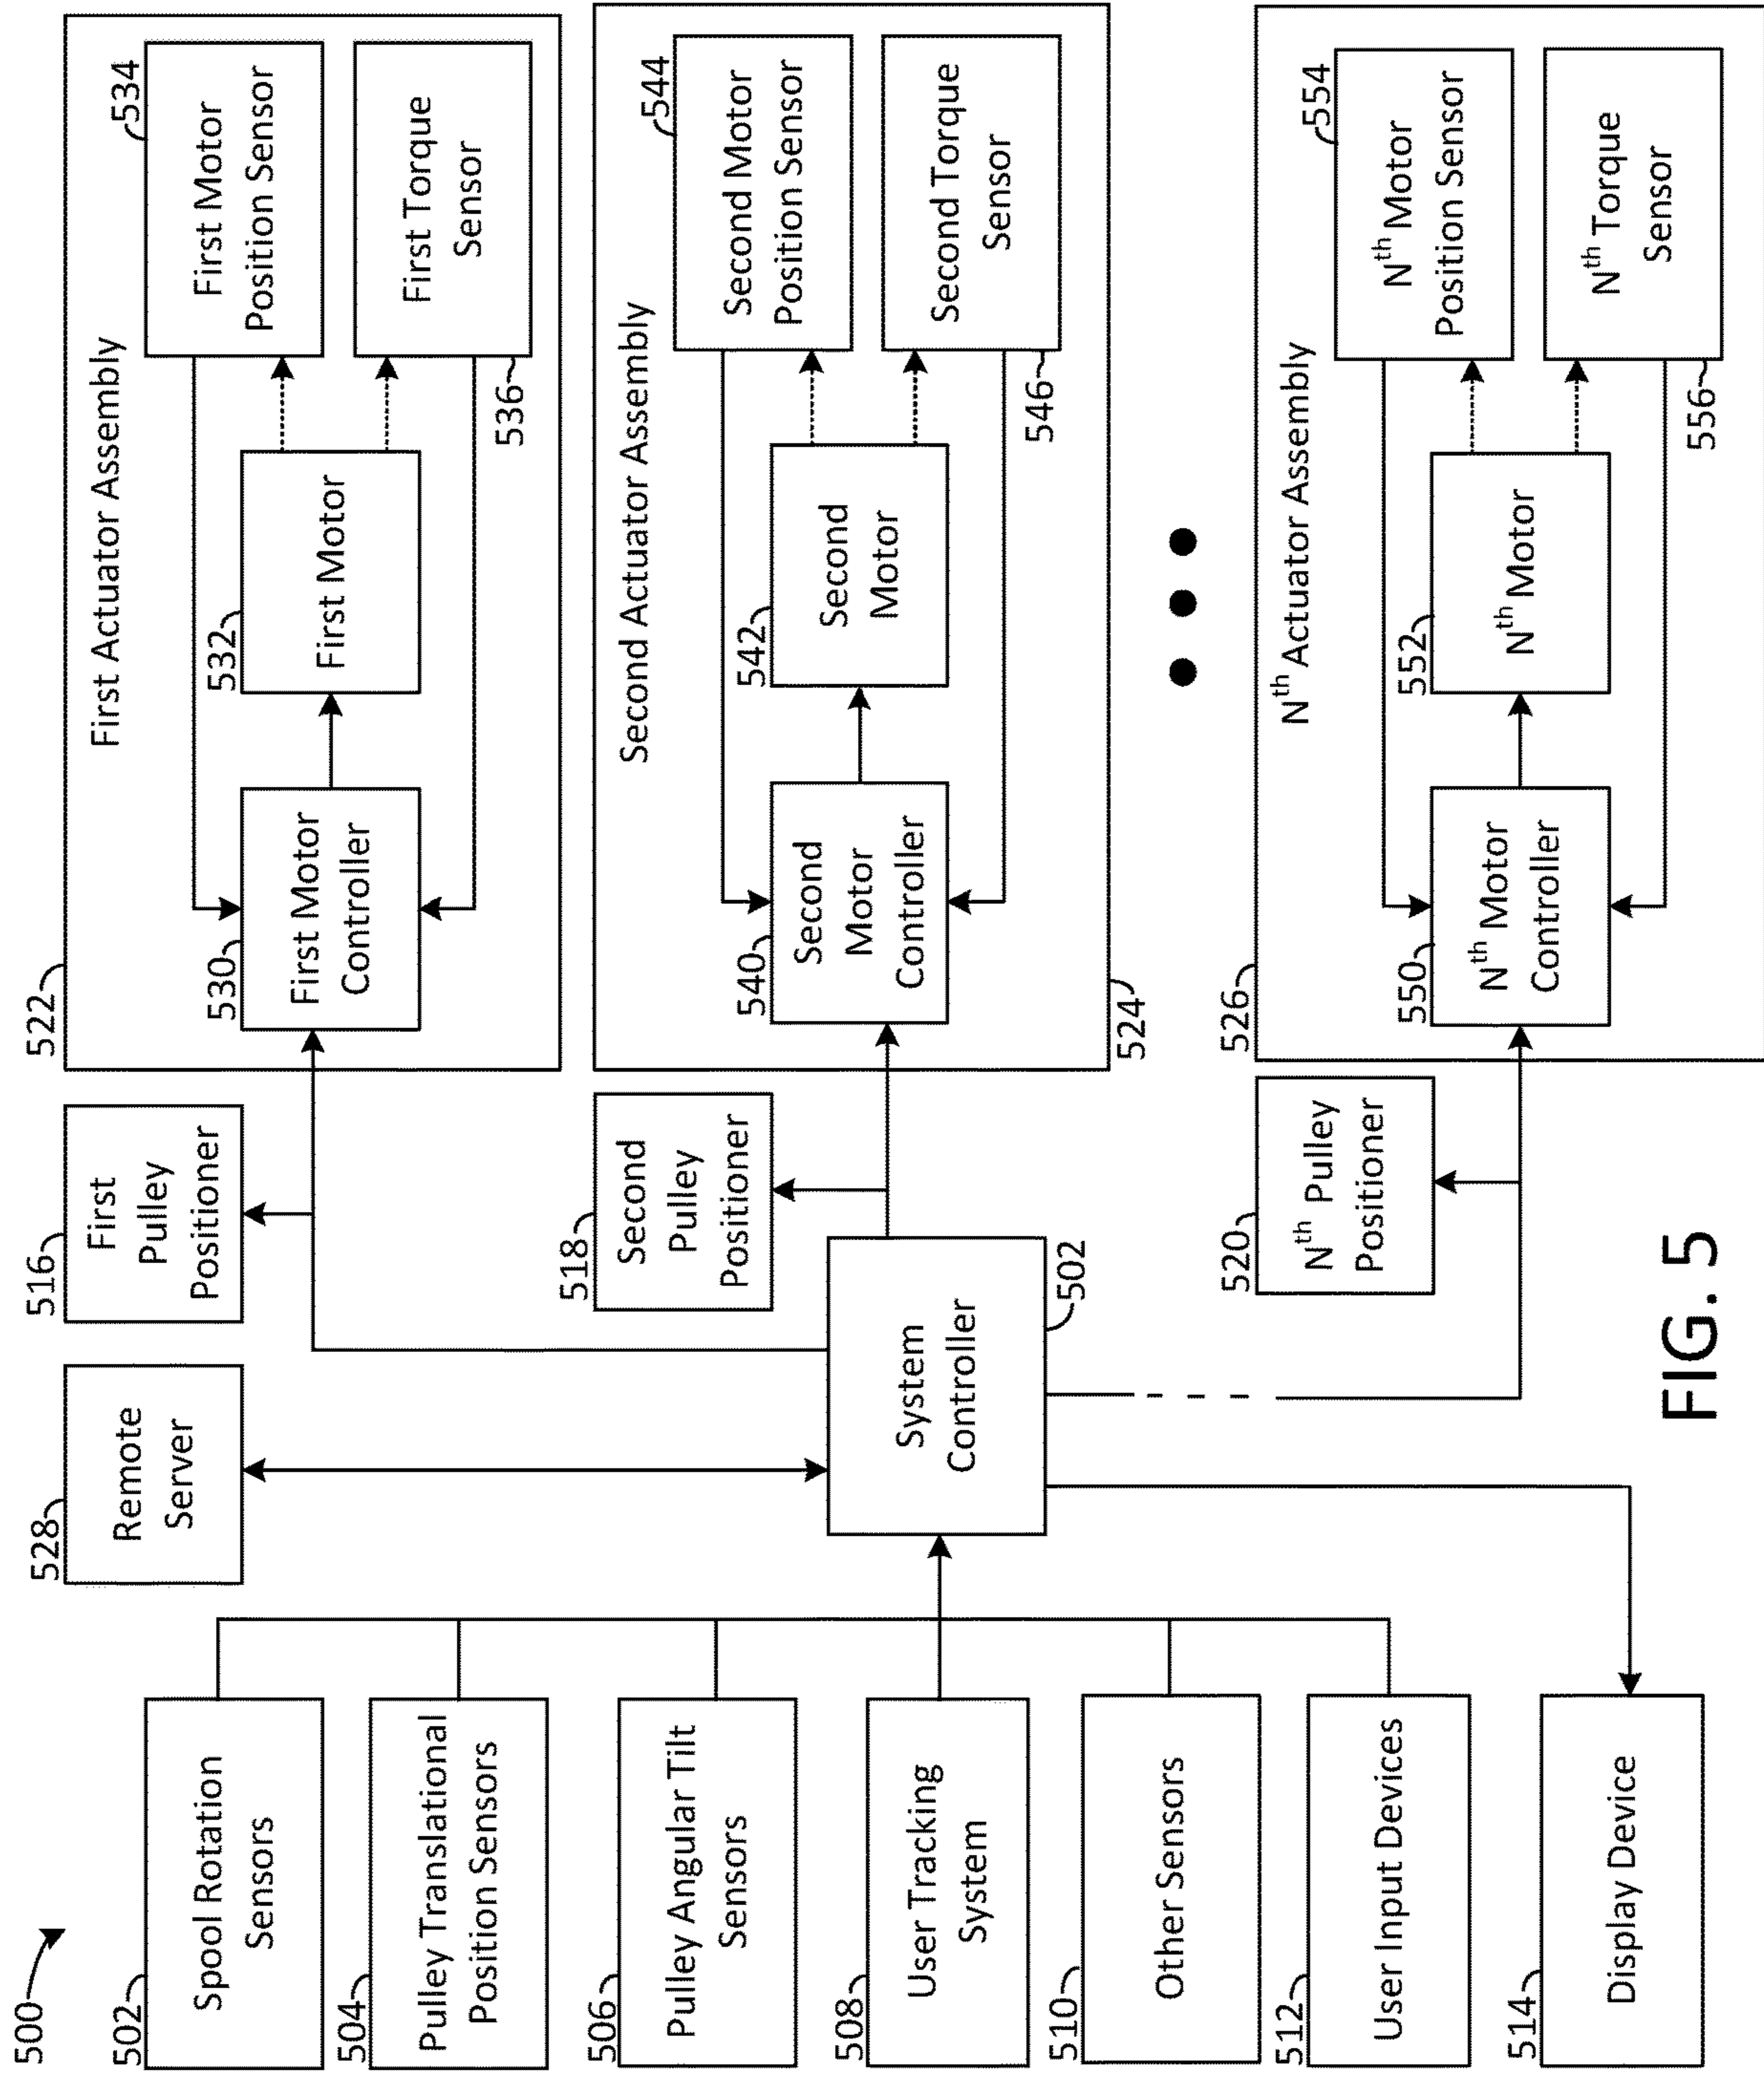 500
502
Spool Rotation
Sensors
504
Pulley Translational
Position Sensors
506
Pulley Angular Tilt
Sensors
508
User Tracking
System
510
Other Sensors
512
User Input Devices
514
Display Device
528
Remote
Server
System
Controller
502
516
First
Pulley
Positioner
518
Second
Pulley
Positioner
520
Nth Pulley
Positioner
522
First Actuator Assembly
530
First Motor
Controller
532
First Motor
534
First Motor
Position Sensor
536
First Torque
Sensor
524
Second Actuator Assembly
540
Second
Motor
Controller
542
Second
Motor
544
Second Motor
Position Sensor
546
Second Torque
Sensor
526
Nth Actuator Assembly
550
Nth Motor
Controller
552
Nth Motor
554
Nth Motor
Position Sensor
556
Nth Torque
Sensor
FIG. 5